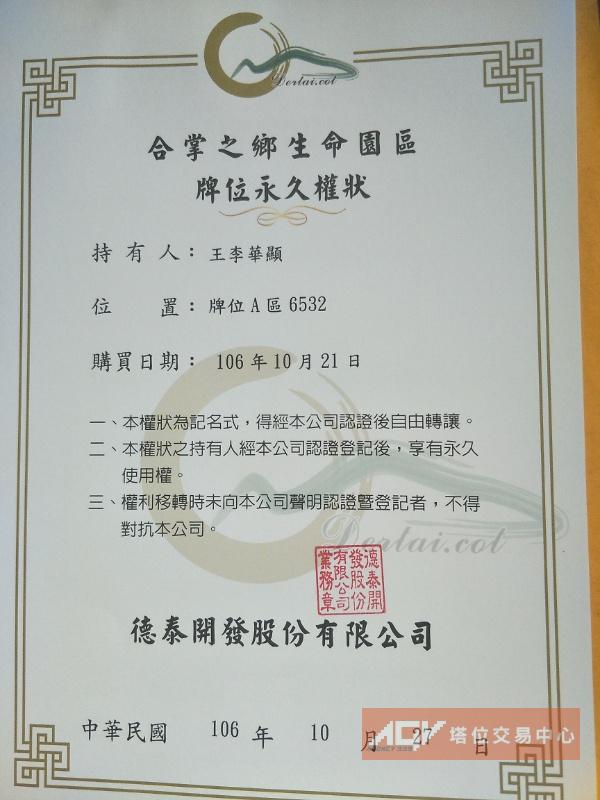 Dertai.cot
合掌之鄉生命園區
牌位永久權狀
持有人：王李華顯
位　　置：牌位A區6532
購買日期：106年10月21日
一、本權狀為記名式，得經本公司認證後自由轉讓。
二、本權狀之持有人經本公司認證登記後，享有永久
使用權。
三、權利移轉時未向本公司聲明認證暨登記者，不得
對抗本公司。
Dertai.cot
德泰開發股份有限公司業務章
德泰開發股份有限公司
中華民國 106 年 10 月 27 日
塔位交易中心